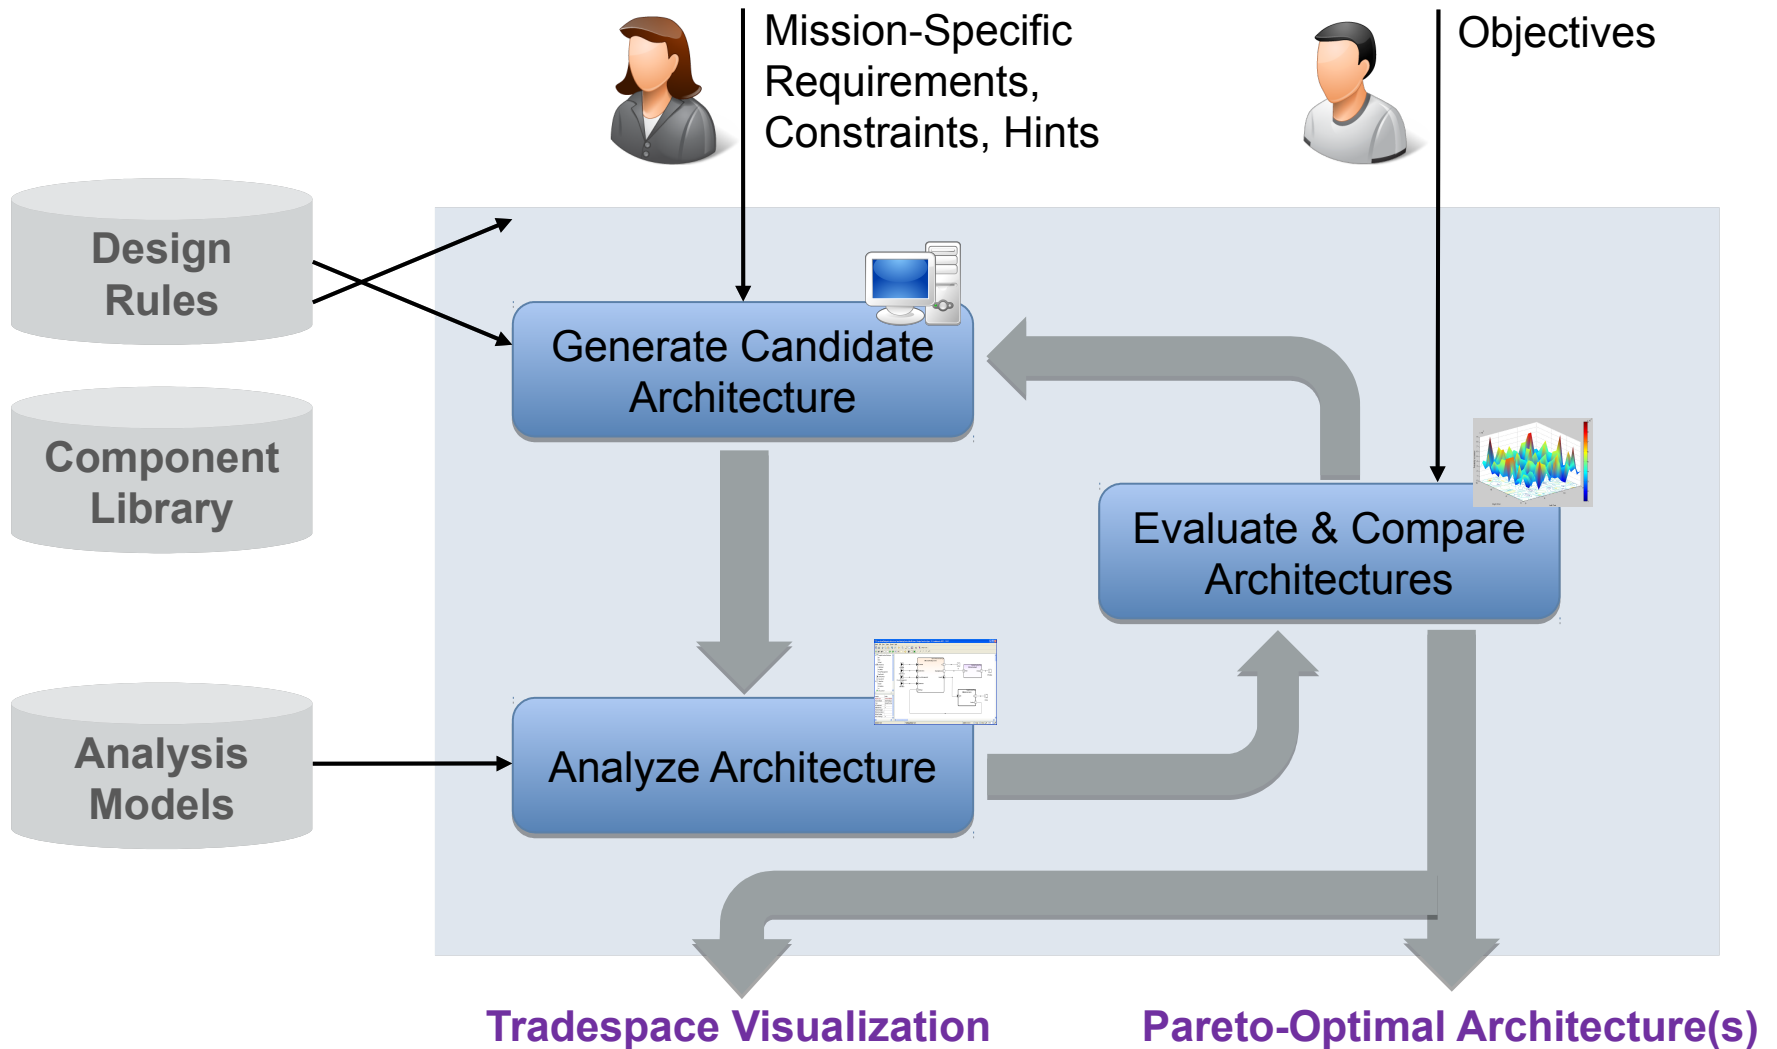 Mission-Specific
Requirements,
Constraints, Hints
Objectives
Design
Rules
Generate Candidate
Architecture
Component
Library
Evaluate & Compare
Architectures
Analysis
Models
Analyze Architecture
Tradespace Visualization
Pareto-Optimal Architecture(s)